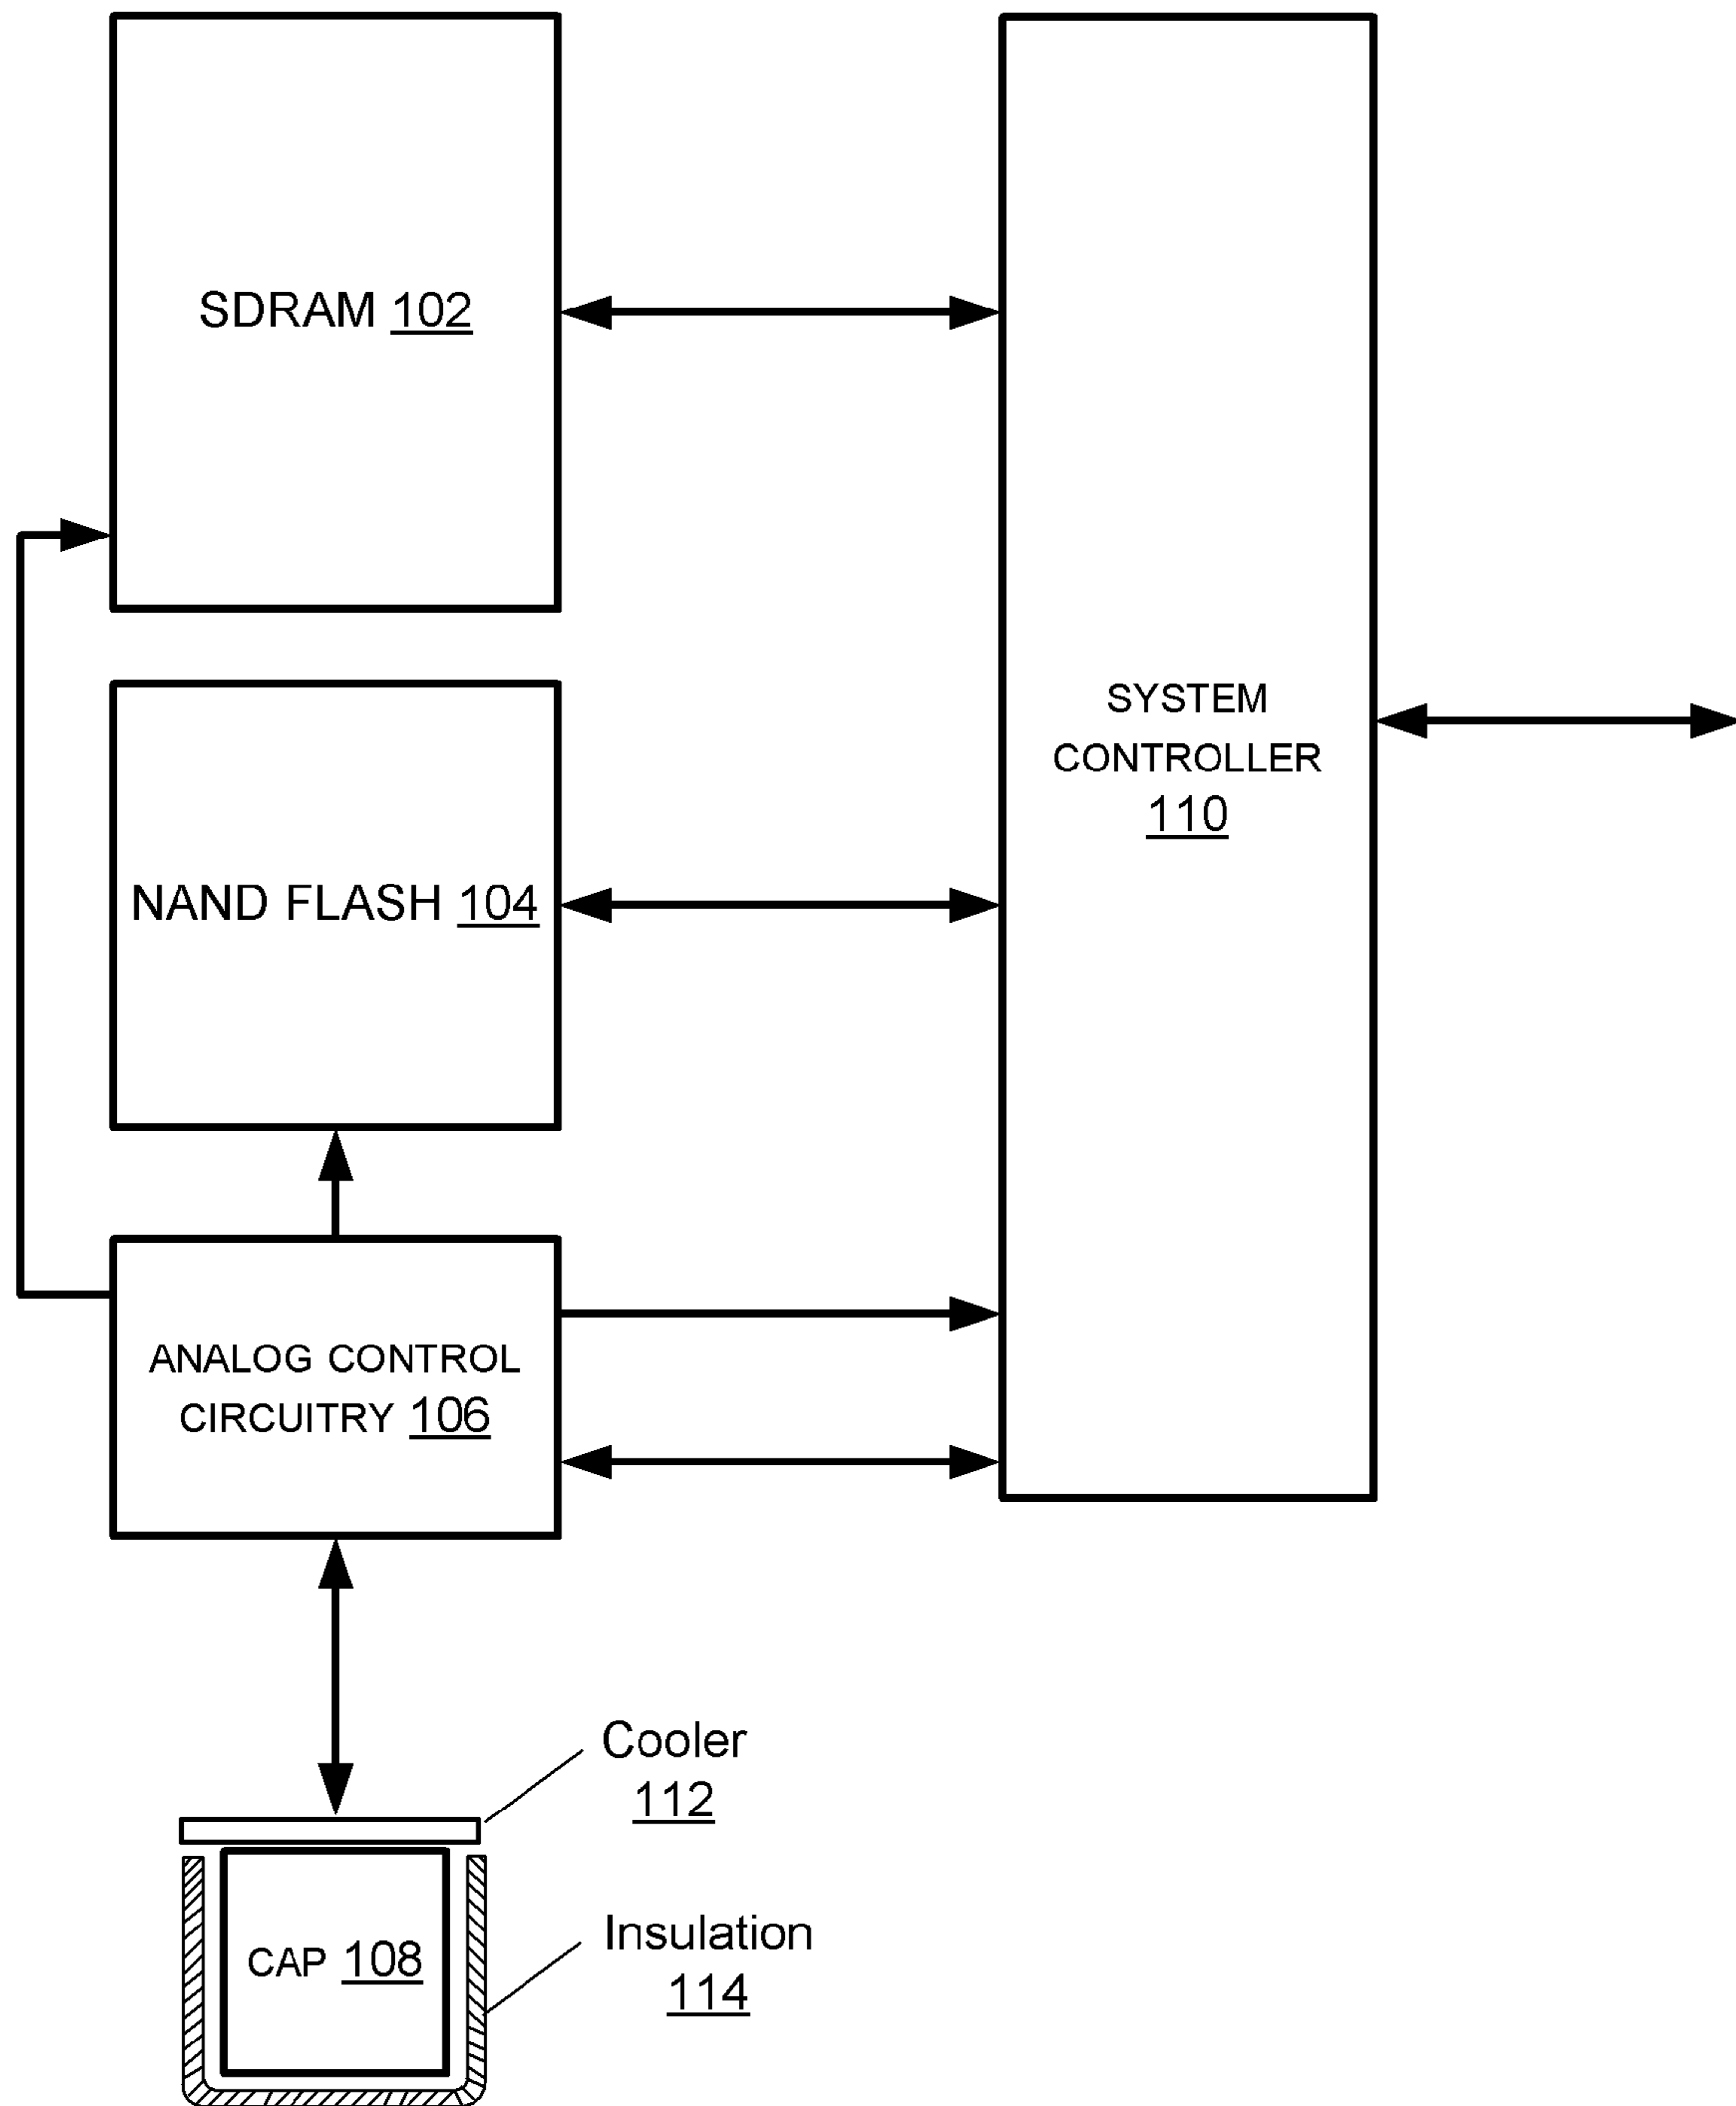 SDRAM 102
SYSTEM
CONTROLLER
110
NAND FLASH 104
ANALOG CONTROL
CIRCUITRY 106
Cooler
112
CAP 108
Insulation
114